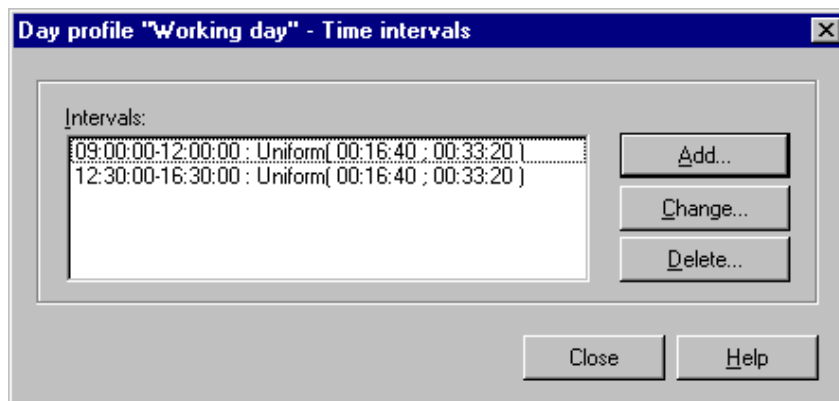 Day profile "Working day" - Time intervals
Intervals:
09:00:00-12:00:00 : Uniform( 00:16:40 ; 00:33:20 )
12:30:00-16:30:00 : Uniform( 00:16:40 ; 00:33:20 )
Add...
Change...
Delete...
Close
Help